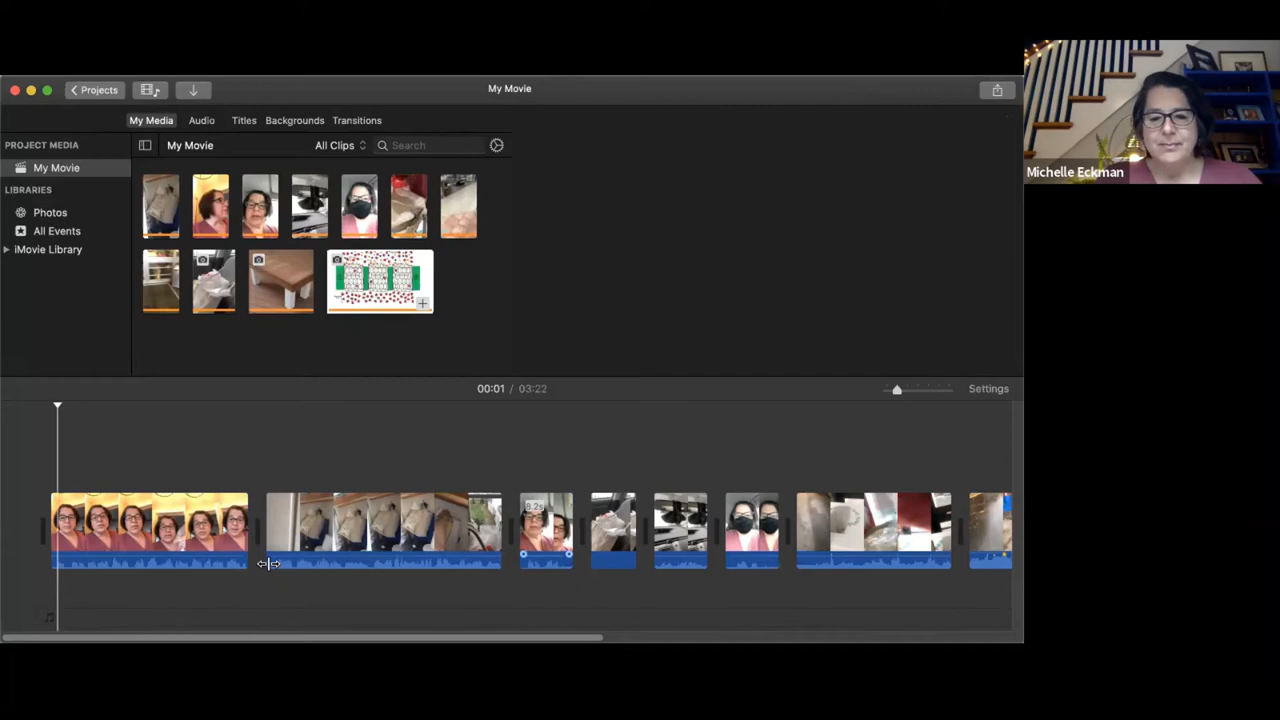 My Movie
Projects
My Media Audio Titles Backgrounds Transitions
PROJECT MEDIA
My Movie
All Clips
Search
My Movie
LIBRARIES
Photos
All Events
iMovie Library
00:01 / 03:22
Settings
Michelle Eckman